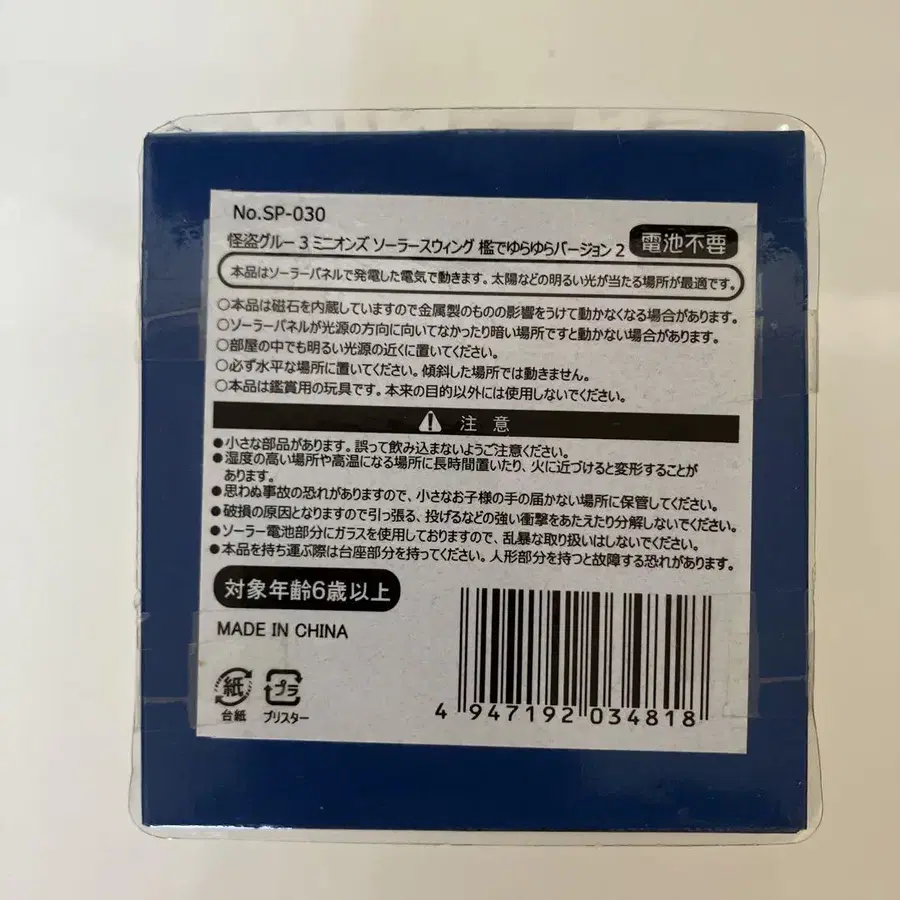 No.SP-030
怪盗グルー3 ミニオンズ ソーラースウィング 檻でゆらゆらバージョン2 電池不要
本品はソーラーパネルで発電した電気で動きます。太陽などの明るい光が当たる場所が最適です。
○本品は磁石を内蔵していますので金属製のものの影響をうけて動かなくなる場合があります。
○ソーラーパネルが光源の方向に向いてなかったり暗い場所ですと動かない場合があります。
○部屋の中でも明るい光源の近くに置いてください。
○必ず水平な場所に置いてください。傾斜した場所では動きません。
○本品は鑑賞用の玩具です。本来の目的以外には使用しないでください。
注 意
●小さな部品があります。誤って飲み込まないようご注意ください。
●湿度の高い場所や高温になる場所に長時間置いたり、火に近づけると変形することが
あります。
●思わぬ事故の恐れがありますので、小さなお子様の手の届かない場所に保管してください。
●破損の原因となりますので引っ張る、投げるなどの強い衝撃をあたえたり分解しないでください。
●ソーラー電池部分にガラスを使用しておりますので、乱暴な取り扱いはしないでください。
●本品を持ち運ぶ際は台座部分を持ってください。人形部分を持つと故障する恐れがあります。
対象年齢6歳以上
MADE IN CHINA
紙 プラ
台紙 ブリスター
4 947192 034818